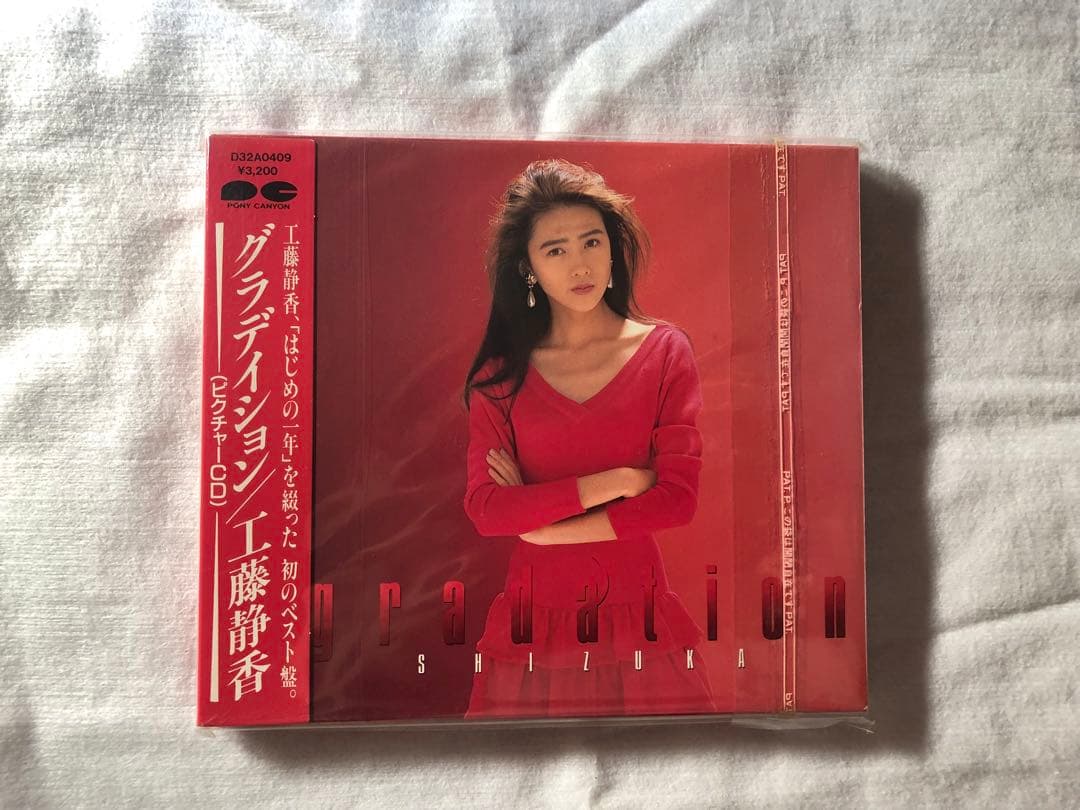 D32A0409
¥3,200
PONY CANYON
工藤静香、「はじめの一年」を綴った 初のベスト盤。
グラデイション/工藤静香
(ピクチャーCD)
gradation
SHIZUKA